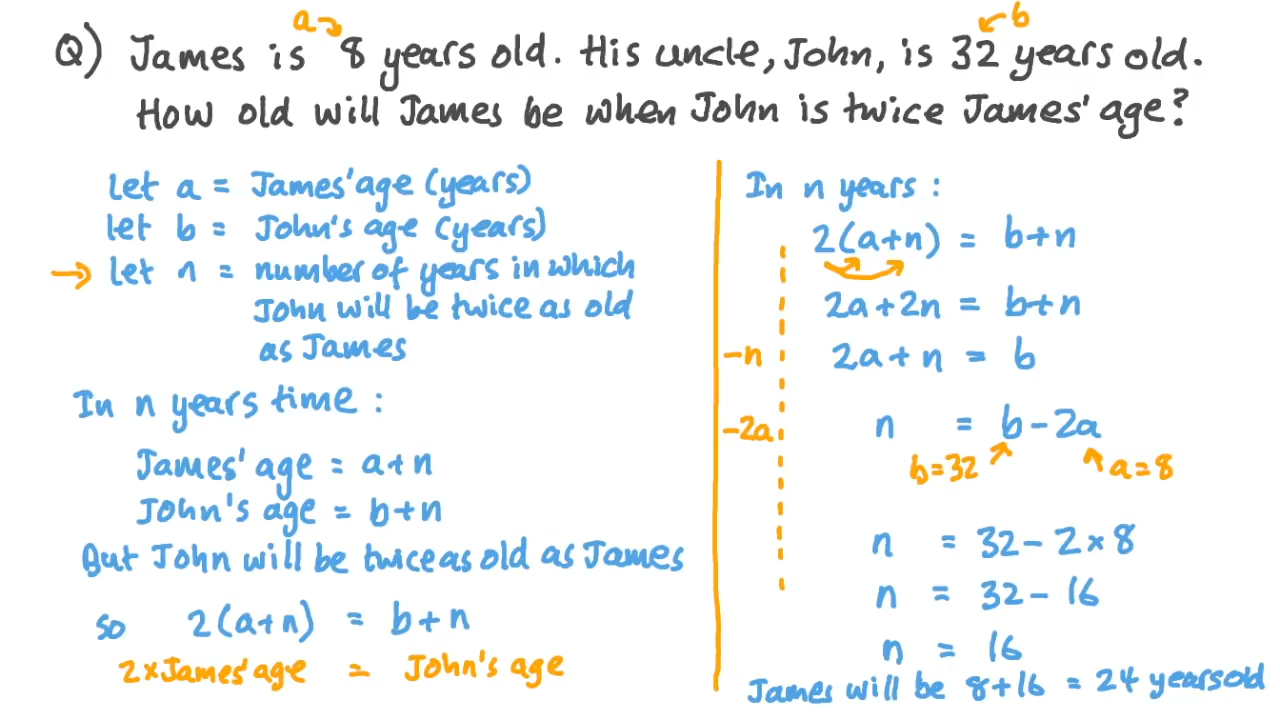 a
b
Q) James is 8 years old. His uncle, John, is 32 years old.
How old will James be when John is twice James' age?
let a = James' age (years)
let b = John's age (years)
→ let n = number of years in which
John will be twice as old
as James
In n years time :
James' age = a+n
John's age = b+n
But John will be twice as old as James
so 2(a+n) = b+n
2×James' age = John's age
In n years :
2(a+n) = b+n
2a+2n = b+n
-n 2a+n = b
-2a n = b-2a
b=32 a=8
n = 32-2×8
n = 32-16
n = 16
James will be 8+16 = 24 years old